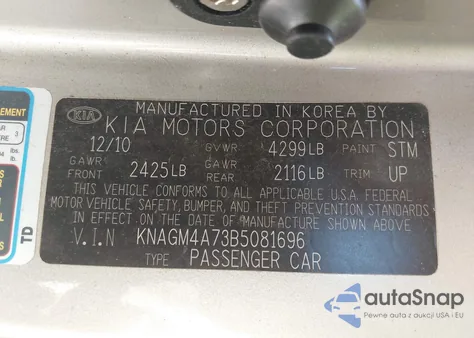 MANUFACTURED IN KOREA BY
KIA KIA MOTORS CORPORATION
12/10 GVWR 4299LB PAINT STM
GAWR FRONT 2425LB GAWR REAR 2116LB TRIM UP
THIS VEHICLE CONFORMS TO ALL APPLICABLE U.S.A. FEDERAL
MOTOR VEHICLE SAFETY, BUMPER, AND THEFT PREVENTION STANDARDS
IN EFFECT ON THE DATE OF MANUFACTURE SHOWN ABOVE
V.I.N KNAGM4A73B5081696
TYPE PASSENGER CAR
TD
autoSnap
Pewne auta z USA i EU